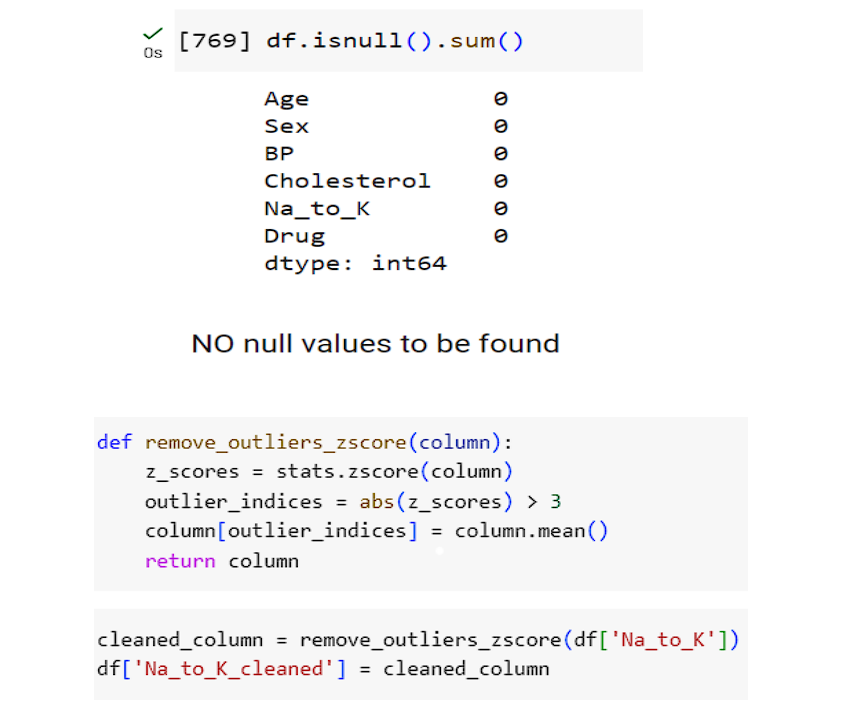 [769] df.isnull().sum()
0s
Age 0
Sex 0
BP 0
Cholesterol 0
Na_to_K 0
Drug 0
dtype: int64
NO null values to be found
def remove_outliers_zscore(column):
    z_scores = stats.zscore(column)
    outlier_indices = abs(z_scores) > 3
    column[outlier_indices] = column.mean()
    return column
cleaned_column = remove_outliers_zscore(df['Na_to_K'])
df['Na_to_K_cleaned'] = cleaned_column